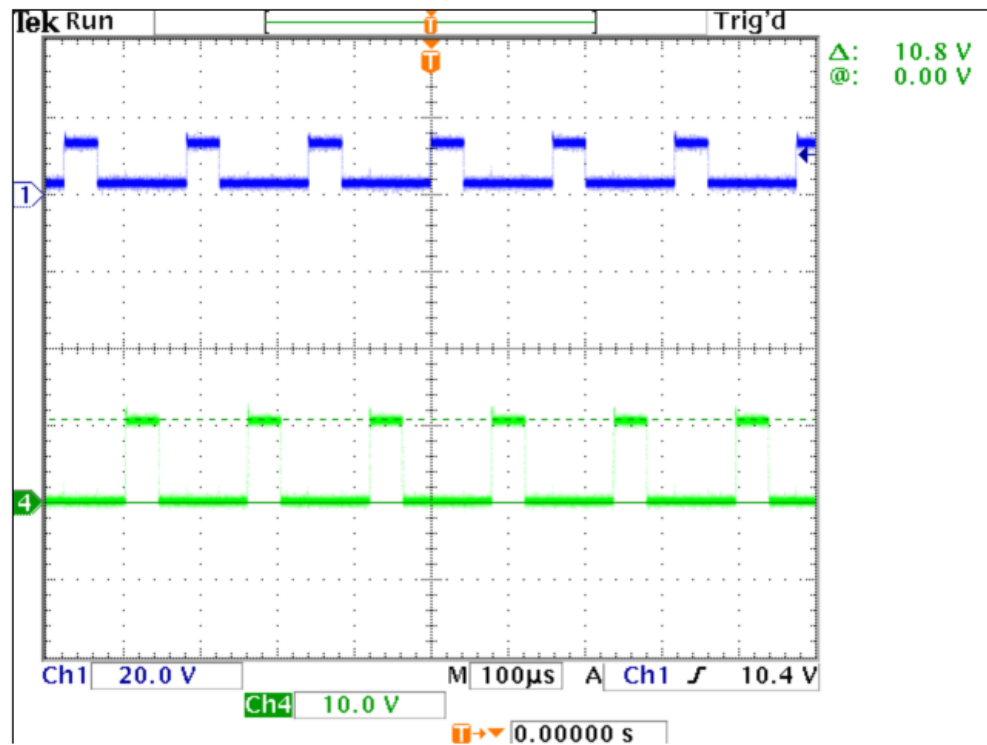 Tek Run T Trig'd
T
Δ: 10.8 V
@: 0.00 V
1
4
Ch1 20.0 V M 100µs A Ch1 ʃ 10.4 V
Ch4 10.0 V
T→▼ 0.00000 s